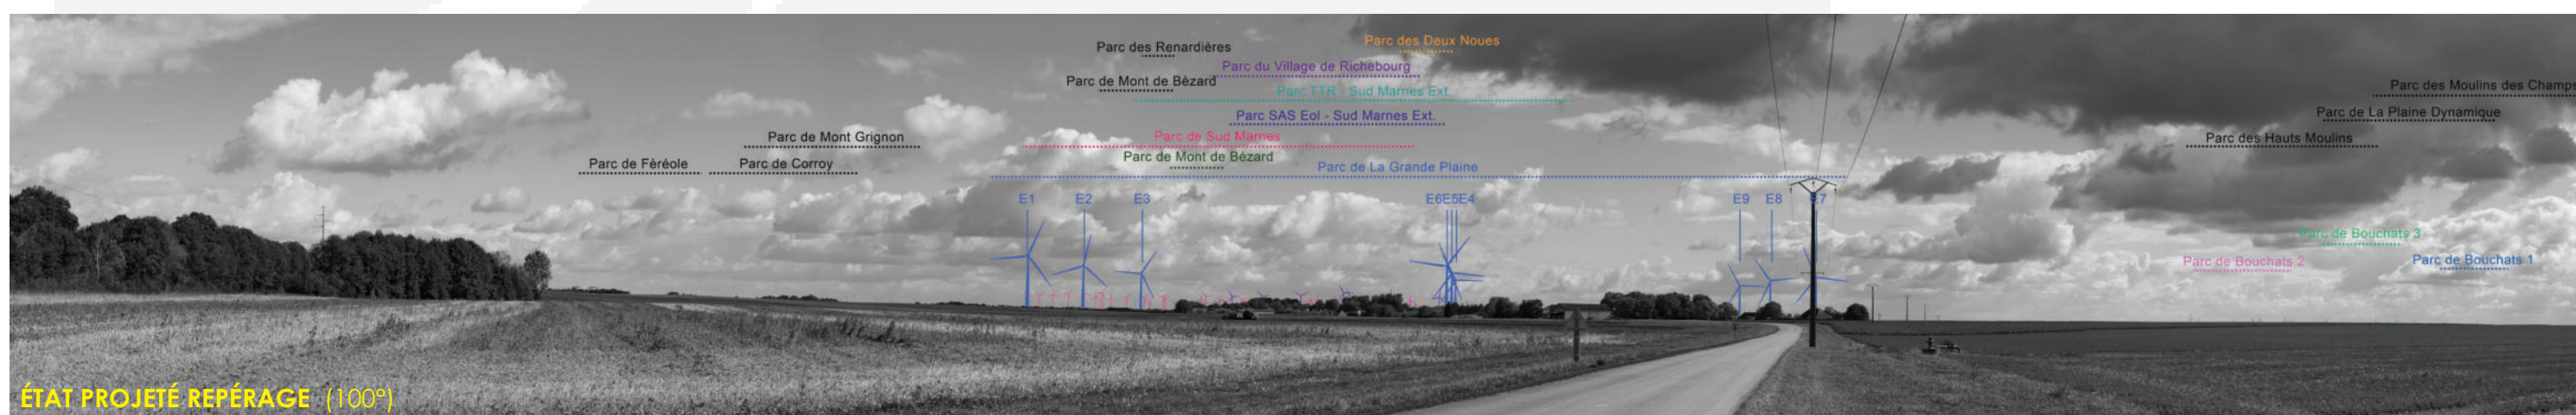 Parc des Deux Noues
Parc des Renardières
Parc du Village de Richebourg
Parc de Mont de Bèzard
Parc des Moulins des Champs
Parc TTR - Sud Marnes Ext.
Parc SAS Eol - Sud Marnes Ext.
Parc de La Plaine Dynamique
Parc de Mont Grignon
Parc de Sud Marnes
Parc des Hauts Moulins
Parc de Fèréole
Parc de Corroy
Parc de Mont de Bézard
Parc de La Grande Plaine
E1 E2 E3 E6E5E4 E9 E8 E7
Parc de Bouchats 3
Parc de Bouchats 2
Parc de Bouchats 1
ÉTAT PROJETÉ REPÉRAGE (100°)